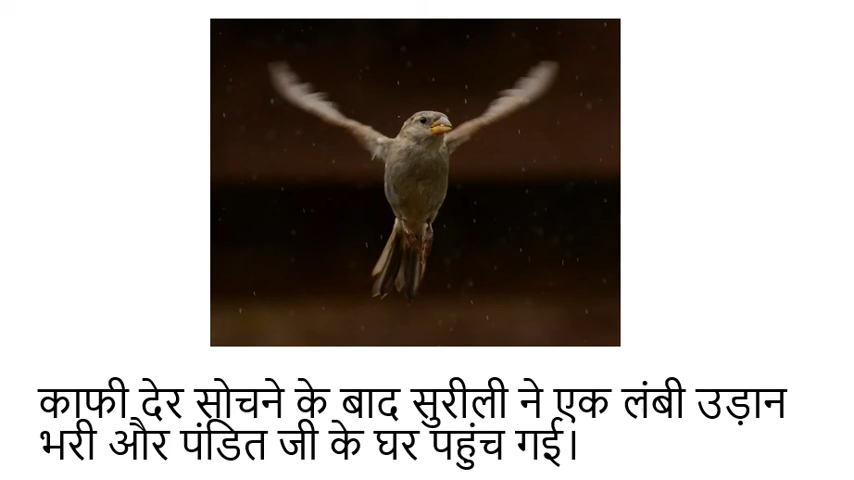 काफी देर सोचने के बाद सुरीली ने एक लंबी उड़ान
भरी और पंडित जी के घर पहुंच गई।